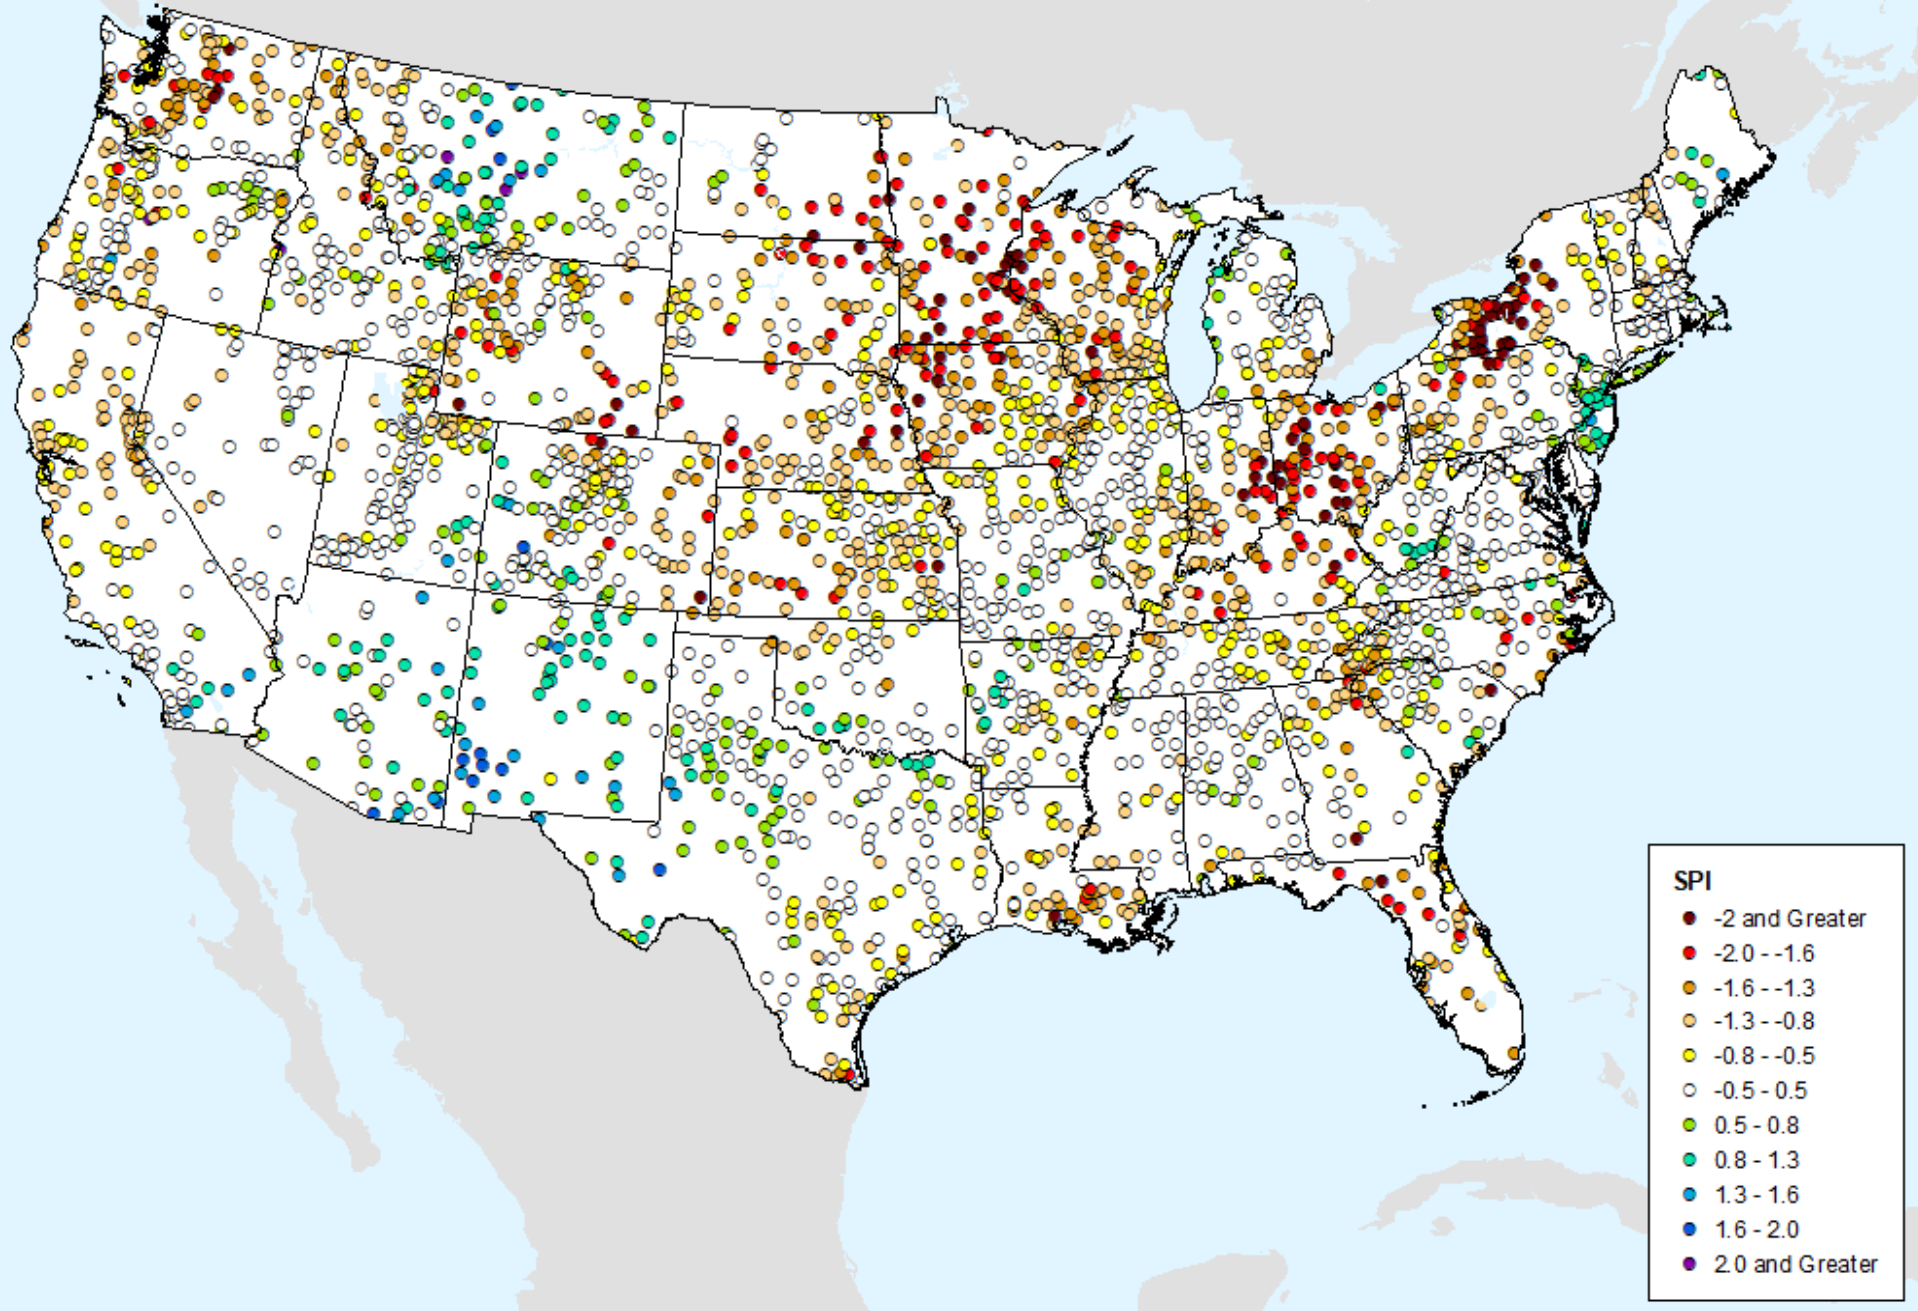 SPI
-2 and Greater
-2.0 - -1.6
-1.6 - -1.3
-1.3 - -0.8
-0.8 - -0.5
-0.5 - 0.5
0.5 - 0.8
0.8 - 1.3
1.3 - 1.6
1.6 - 2.0
2.0 and Greater